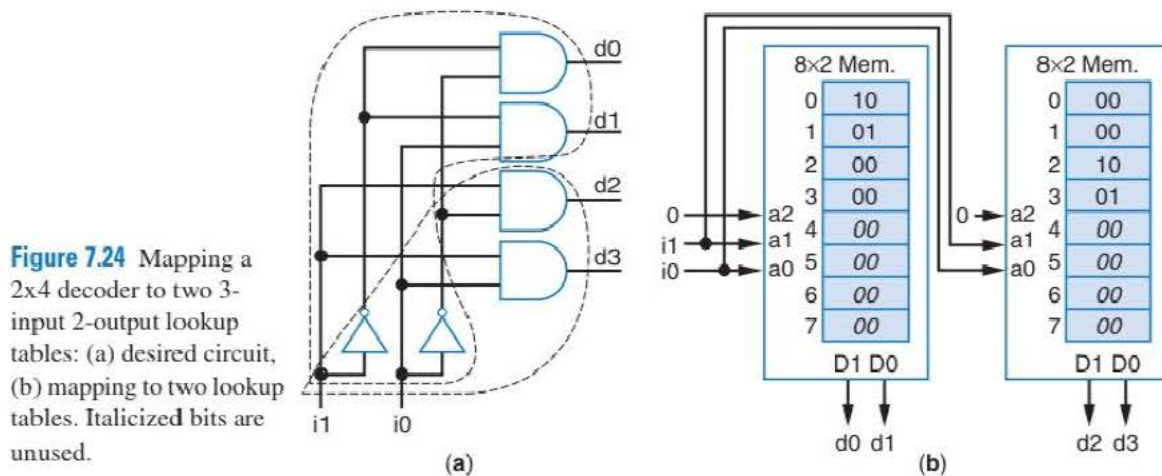 Figure 7.24 Mapping a
2x4 decoder to two 3-
input 2-output lookup
tables: (a) desired circuit,
(b) mapping to two lookup
tables. Italicized bits are
unused.
d0
d1
d2
d3
i1 i0
(a)
8×2 Mem.
0 10
1 01
2 00
3 00
4 00
5 00
6 00
7 00
0 a2
i1 a1
i0 a0
D1 D0
d0 d1
8×2 Mem.
0 00
1 00
2 10
3 01
4 00
5 00
6 00
7 00
0 a2
a1
a0
D1 D0
d2 d3
(b)